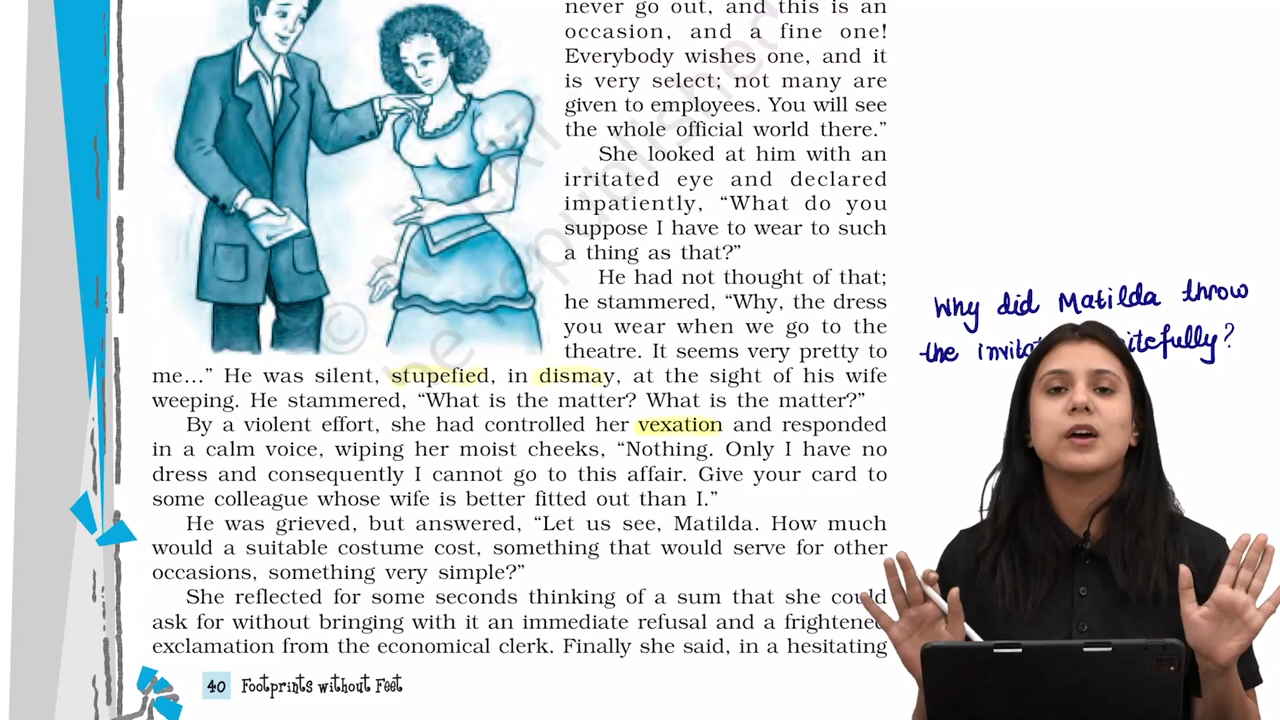 never go out, and this is an
occasion, and a fine one!
Everybody wishes one, and it
is very select; not many are
given to employees. You will see
the whole official world there.”
She looked at him with an
irritated eye and declared
impatiently, “What do you
suppose I have to wear to such
a thing as that?”
He had not thought of that;
he stammered, “Why, the dress
you wear when we go to the
theatre. It seems very pretty to
me...” He was silent, stupefied, in dismay, at the sight of his wife
weeping. He stammered, “What is the matter? What is the matter?”
By a violent effort, she had controlled her vexation and responded
in a calm voice, wiping her moist cheeks, “Nothing. Only I have no
dress and consequently I cannot go to this affair. Give your card to
some colleague whose wife is better fitted out than I.”
He was grieved, but answered, “Let us see, Matilda. How much
would a suitable costume cost, something that would serve for other
occasions, something very simple?”
She reflected for some seconds thinking of a sum that she could
ask for without bringing with it an immediate refusal and a frightened
exclamation from the economical clerk. Finally she said, in a hesitating
40 Footprints without Feet
Why did Matilda throw
the